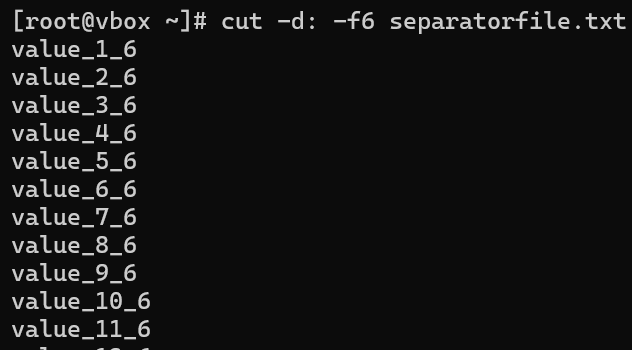 [root@vbox ~]# cut -d: -f6 separatorfile.txt
value_1_6
value_2_6
value_3_6
value_4_6
value_5_6
value_6_6
value_7_6
value_8_6
value_9_6
value_10_6
value_11_6